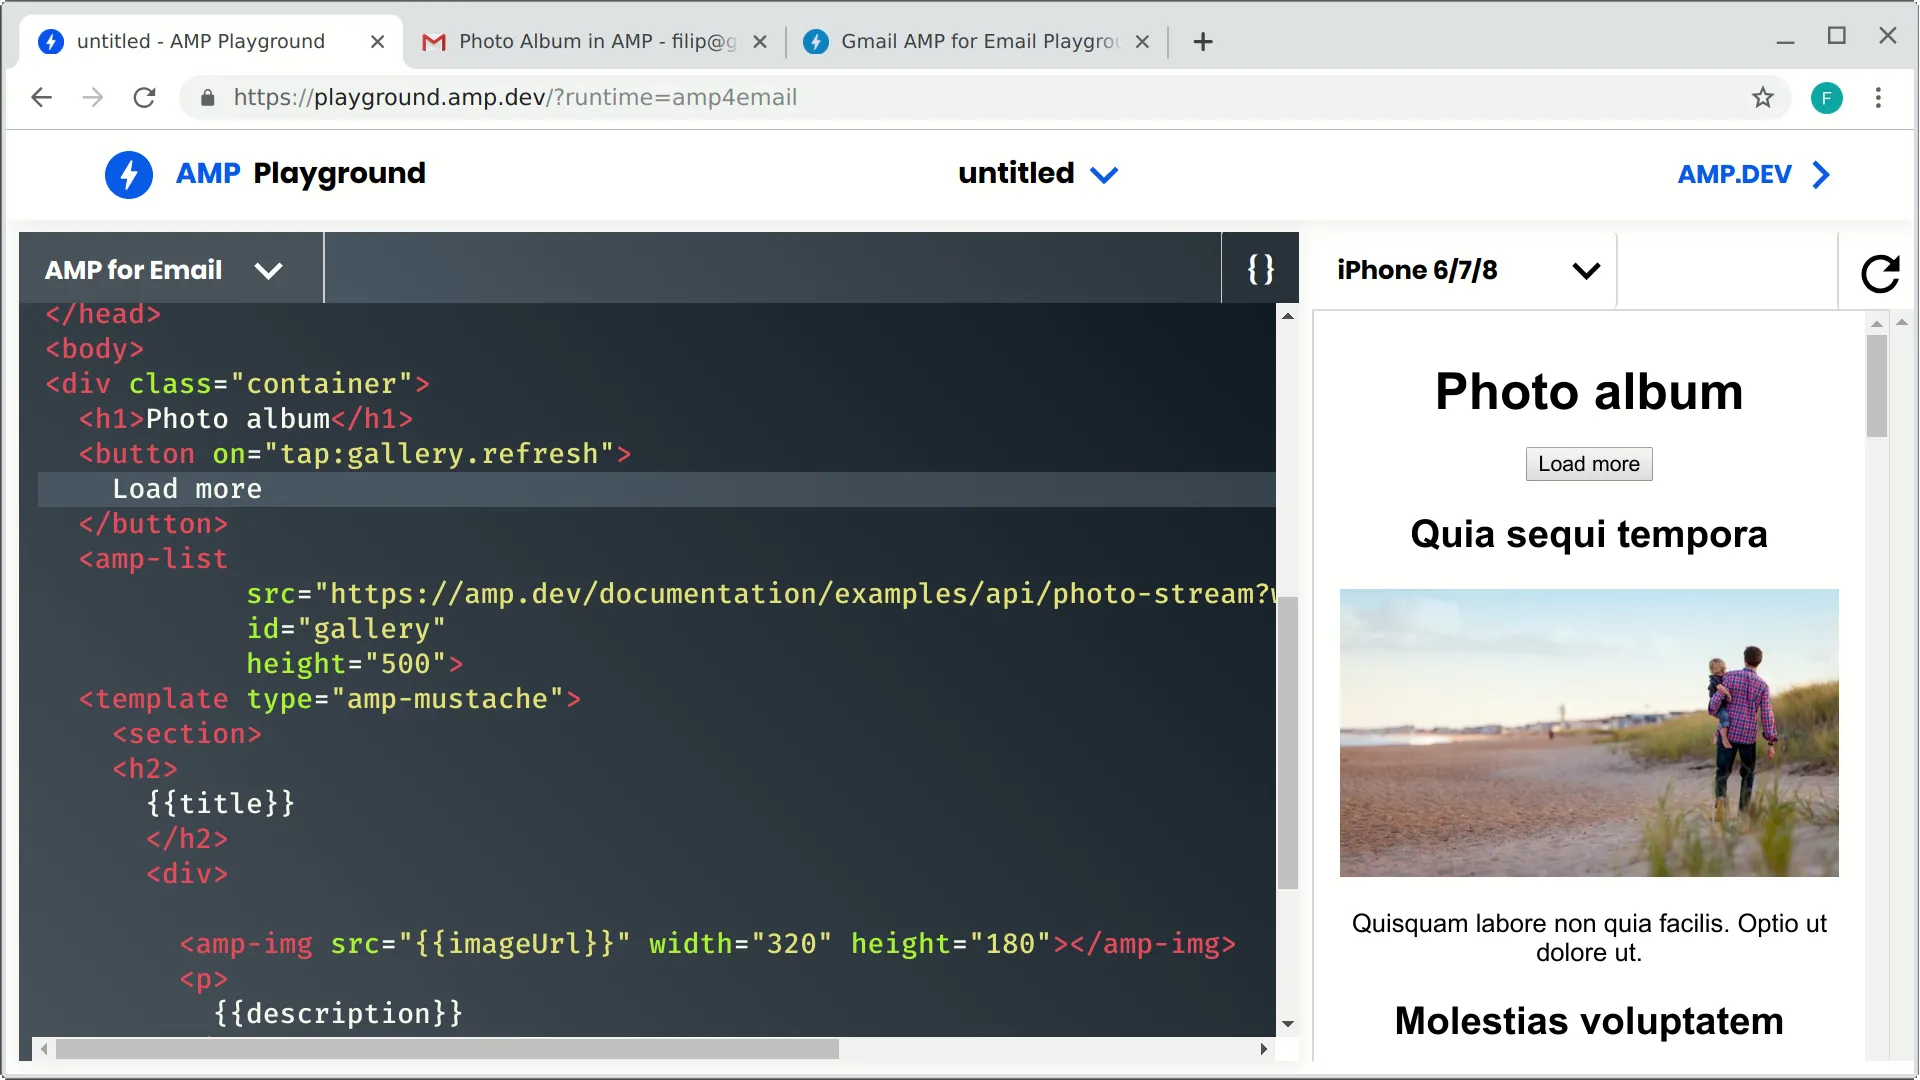 untitled - AMP Playground
Photo Album in AMP - filip@g
Gmail AMP for Email Playgrou
https://playground.amp.dev/?runtime=amp4email
F
AMP Playground
untitled
AMP.DEV
AMP for Email
{}
iPhone 6/7/8
</head>
<body>
<div class="container">
<h1>Photo album</h1>
<button on="tap:gallery.refresh">
Load more
</button>
<amp-list
src="https://amp.dev/documentation/examples/api/photo-stream?
id="gallery"
height="500">
<template type="amp-mustache">
<section>
<h2>
{{title}}
</h2>
<div>
<amp-img src="{{imageUrl}}" width="320" height="180"></amp-img>
<p>
{{description}}
Photo album
Load more
Quia sequi tempora
Quisquam labore non quia facilis. Optio ut
dolore ut.
Molestias voluptatem